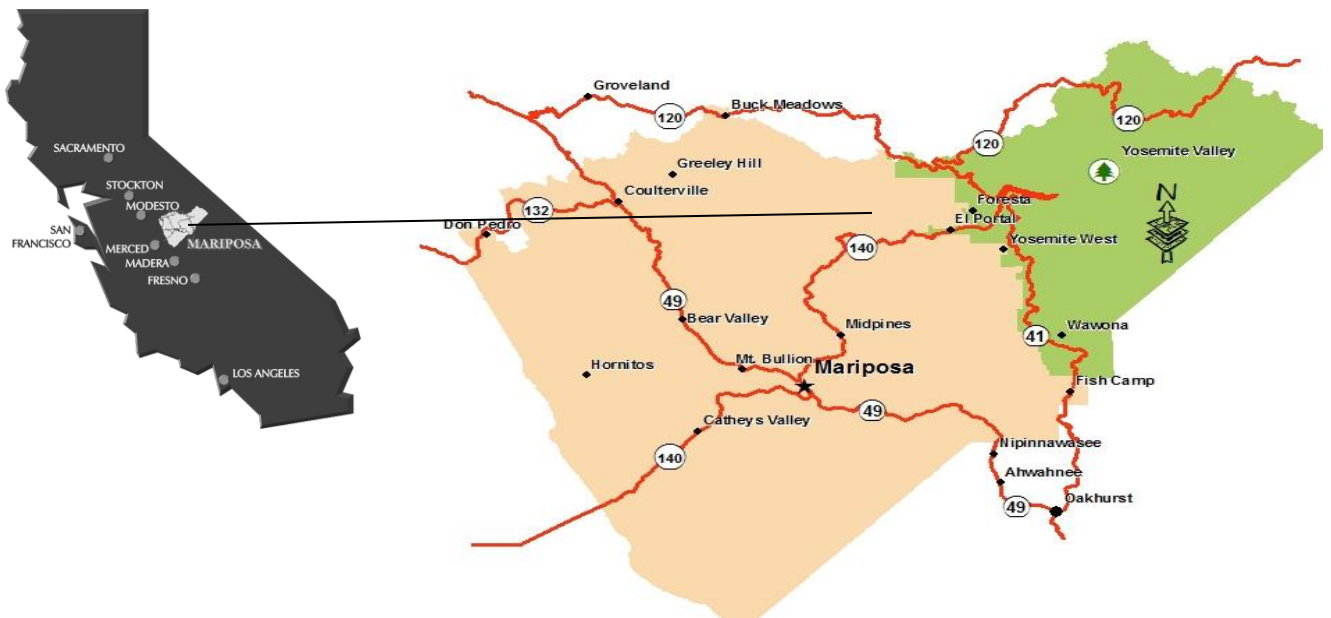 SACRAMENTO
STOCKTON
MODESTO
SAN
FRANCISCO
MARIPOSA
MERCED
MADERA
FRESNO
LOS ANGELES
Groveland
120
Buck Meadows
120
120
Yosemite Valley
Greeley Hill
Coulterville
132
Don Pedro
Foresta
El Portal
140
Yosemite West
N
49
Bear Valley
Midpines
41
Wawona
Hornitos
Mt. Bullion
Mariposa
Fish Camp
49
Catheys Valley
140
Nipinnawasee
Ahwahnee
49
Oakhurst